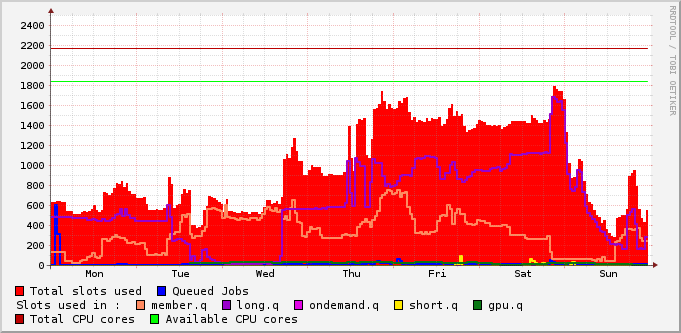 RRDTOOL / TOBI OETIKER
2400
2200
2000
1800
1600
1400
1200
1000
800
600
400
200
0
Mon Tue Wed Thu Fri Sat Sun
Total slots used Queued Jobs
Slots used in : member.q long.q ondemand.q short.q gpu.q
Total CPU cores Available CPU cores